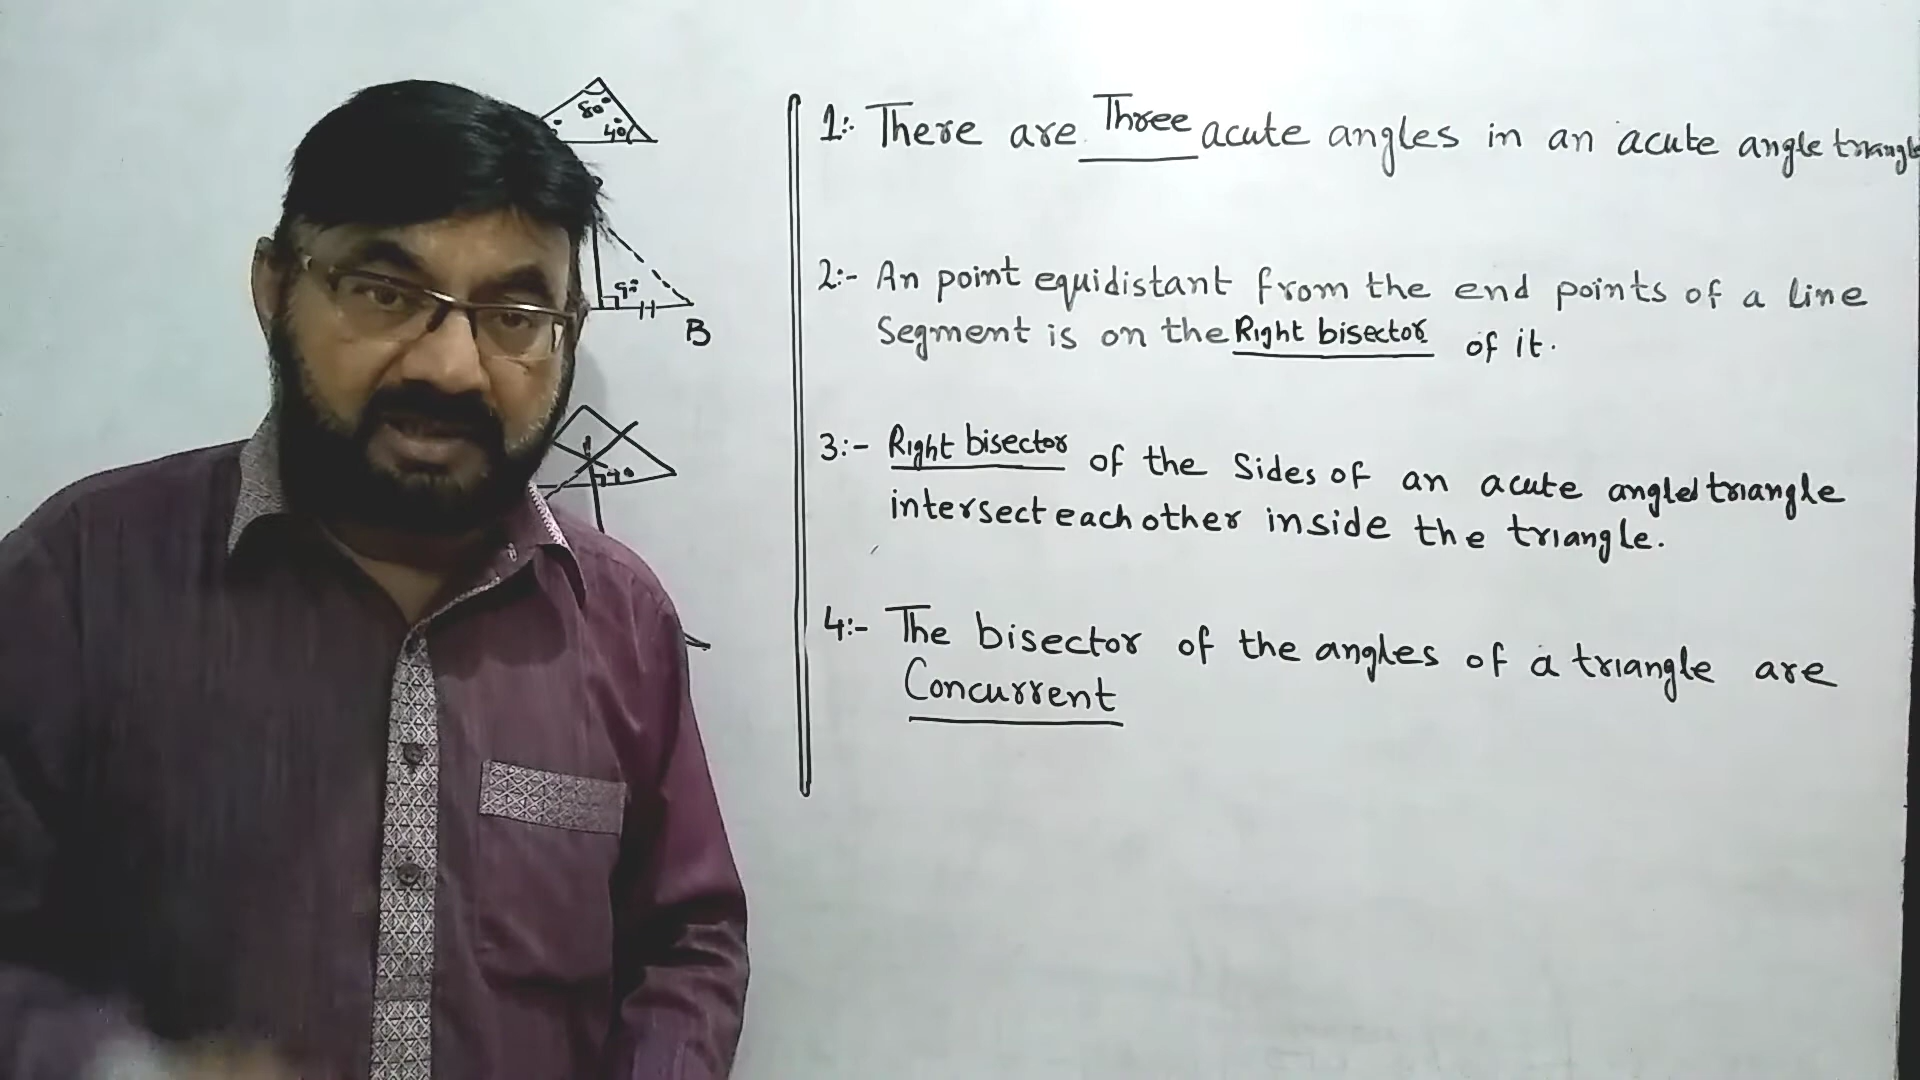 80°
40
90°
B
1:- There are Three acute angles in an acute angle triangle
2:- An point equidistant from the end points of a line
Segment is on the Right bisector of it.
3:- Right bisector of the Sides of an acute angled triangle
intersect each other inside the triangle.
4:- The bisector of the angles of a triangle are
Concurrent